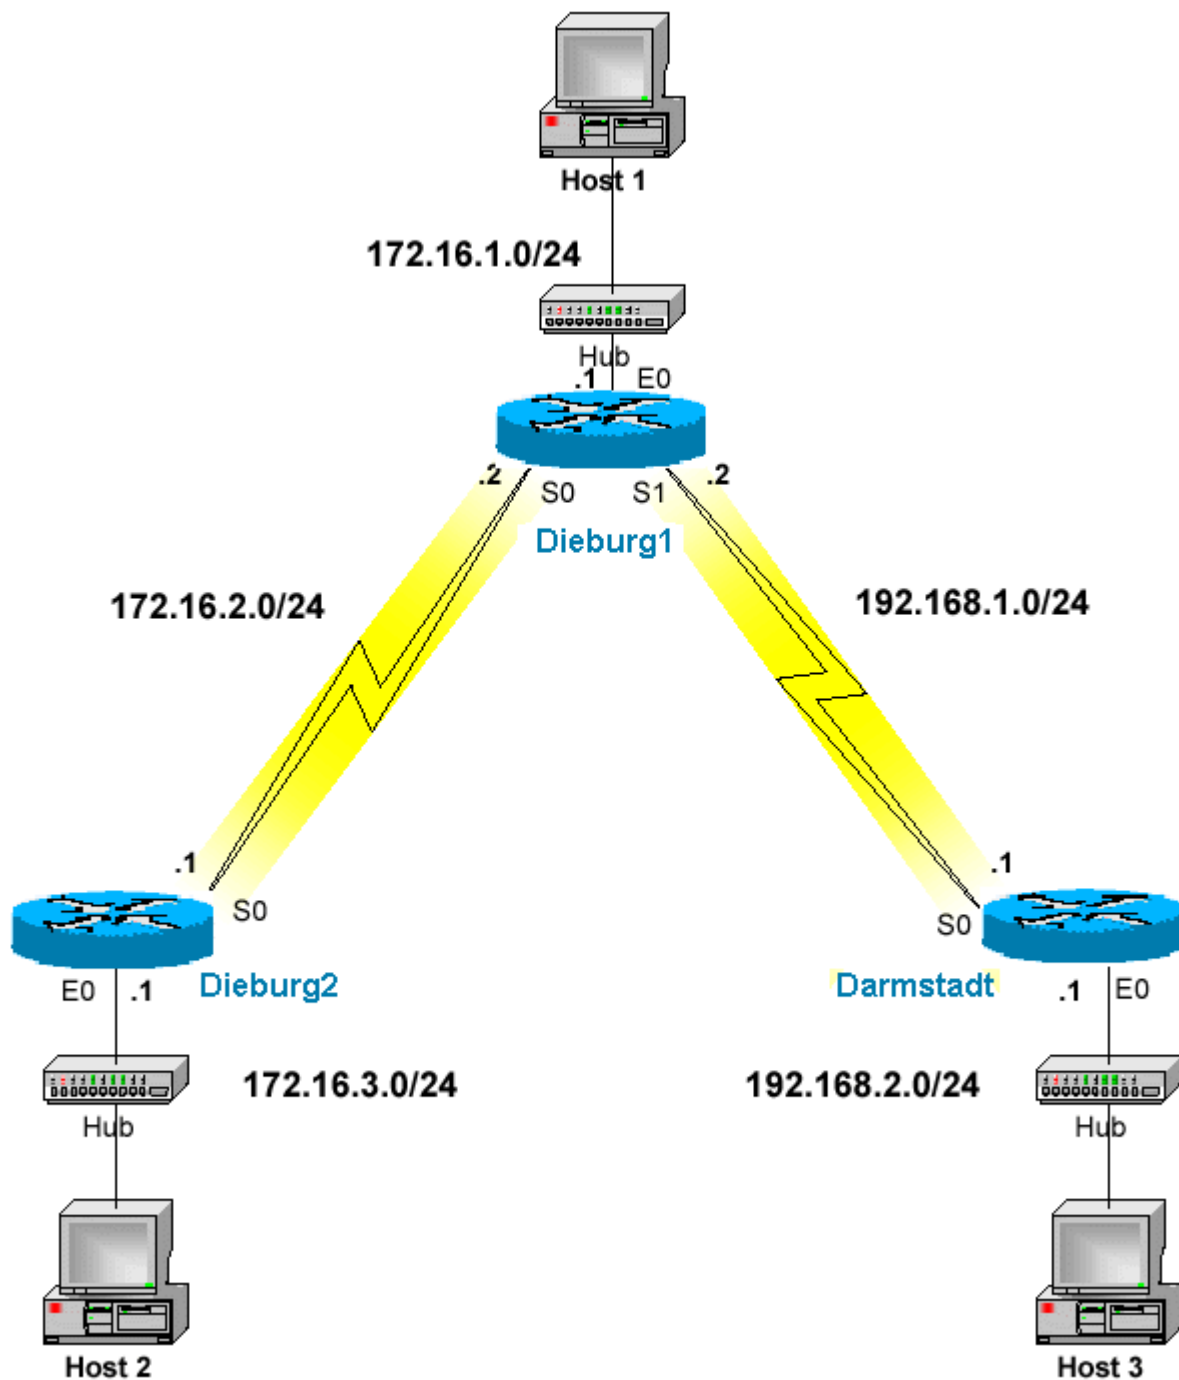 Host 1
172.16.1.0/24
Hub
.1 E0
.2 S0 S1 .2
Dieburg1
172.16.2.0/24
192.168.1.0/24
.1
.1
S0
S0
E0 .1
Dieburg2
Darmstadt
.1 E0
172.16.3.0/24
192.168.2.0/24
Hub
Hub
Host 2
Host 3